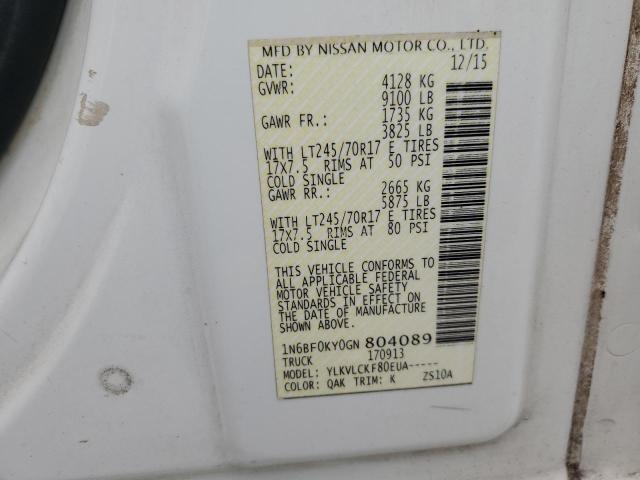 MFD BY NISSAN MOTOR CO., LTD.
DATE: 12/15
GVWR: 4128 KG
9100 LB
GAWR FR.: 1735 KG
3825 LB
WITH LT245/70R17 E TIRES
17X7.5 RIMS AT 50 PSI
COLD SINGLE
GAWR RR.: 2665 KG
5875 LB
WITH LT245/70R17 E TIRES
17X7.5 RIMS AT 80 PSI
COLD SINGLE
THIS VEHICLE CONFORMS TO
ALL APPLICABLE FEDERAL
MOTOR VEHICLE SAFETY
STANDARDS IN EFFECT ON
THE DATE OF MANUFACTURE
SHOWN ABOVE.
1N6BF0KY0GN 804089
TRUCK 170913
MODEL: YLKVLCKF80EUA-----
COLOR: QAK TRIM: K ZS10A